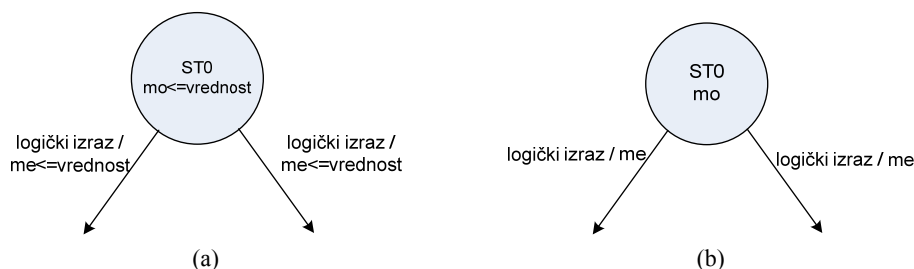 ST0
mo<=vrednost
logički izraz /
me<=vrednost
logički izraz /
me<=vrednost
(a)
ST0
mo
logički izraz / me
logički izraz / me
(b)